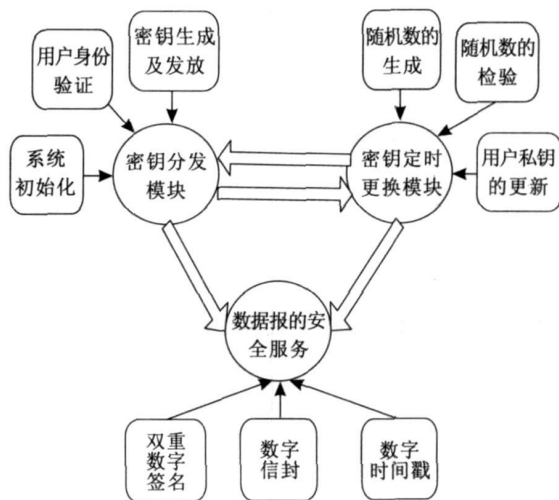 用户身份
验证
密钥生成
及发放
随机数的
生成
随机数的
检验
系统
初始化
密钥分发
模块
密钥定时
更换模块
用户私钥
的更新
数据报的安
全服务
双重
数字
签名
数字
信封
数字
时间戳